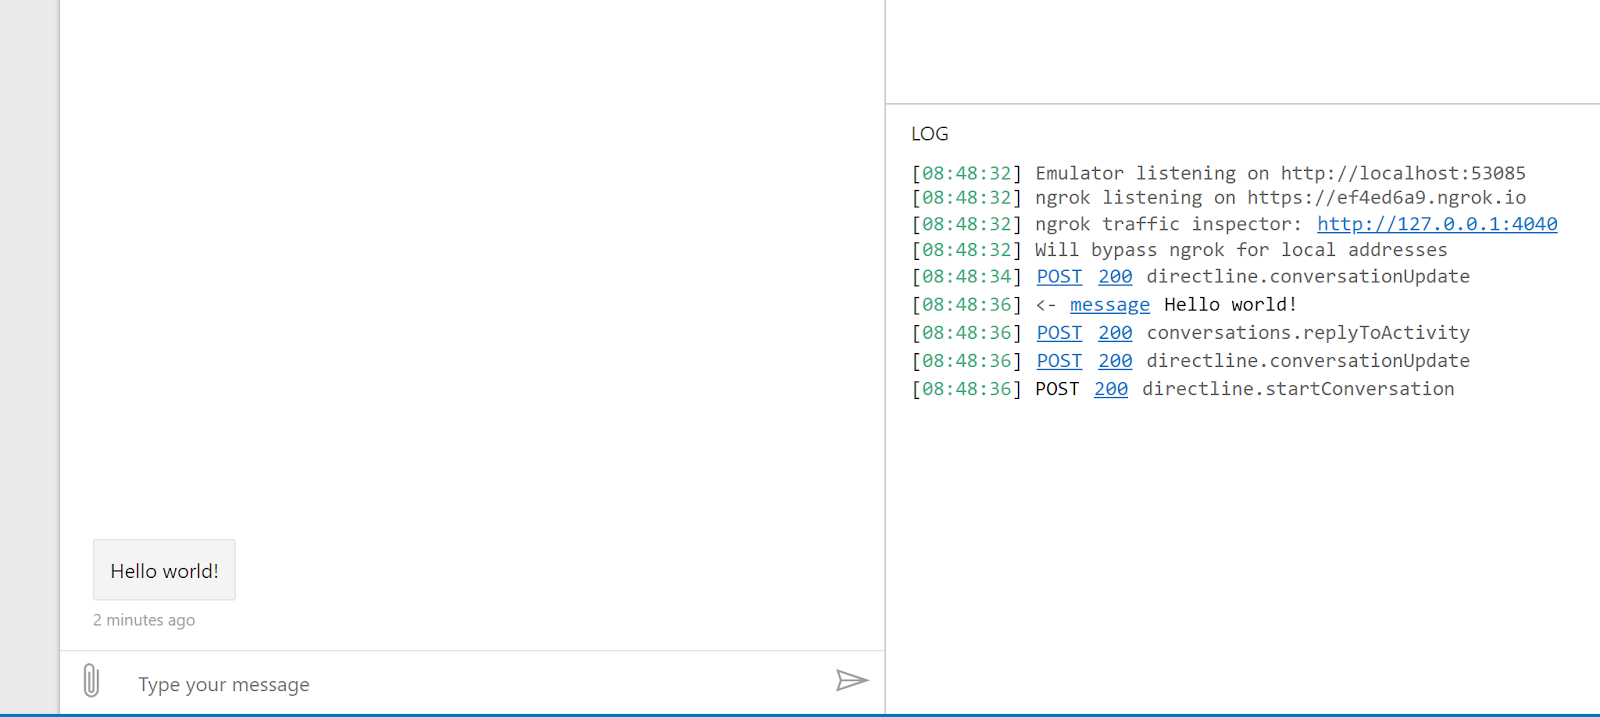 Hello world!
2 minutes ago
Type your message
LOG
[08:48:32] Emulator listening on http://localhost:53085
[08:48:32] ngrok listening on https://ef4ed6a9.ngrok.io
[08:48:32] ngrok traffic inspector: http://127.0.0.1:4040
[08:48:32] Will bypass ngrok for local addresses
[08:48:34] POST 200 directline.conversationUpdate
[08:48:36] <- message Hello world!
[08:48:36] POST 200 conversations.replyToActivity
[08:48:36] POST 200 directline.conversationUpdate
[08:48:36] POST 200 directline.startConversation